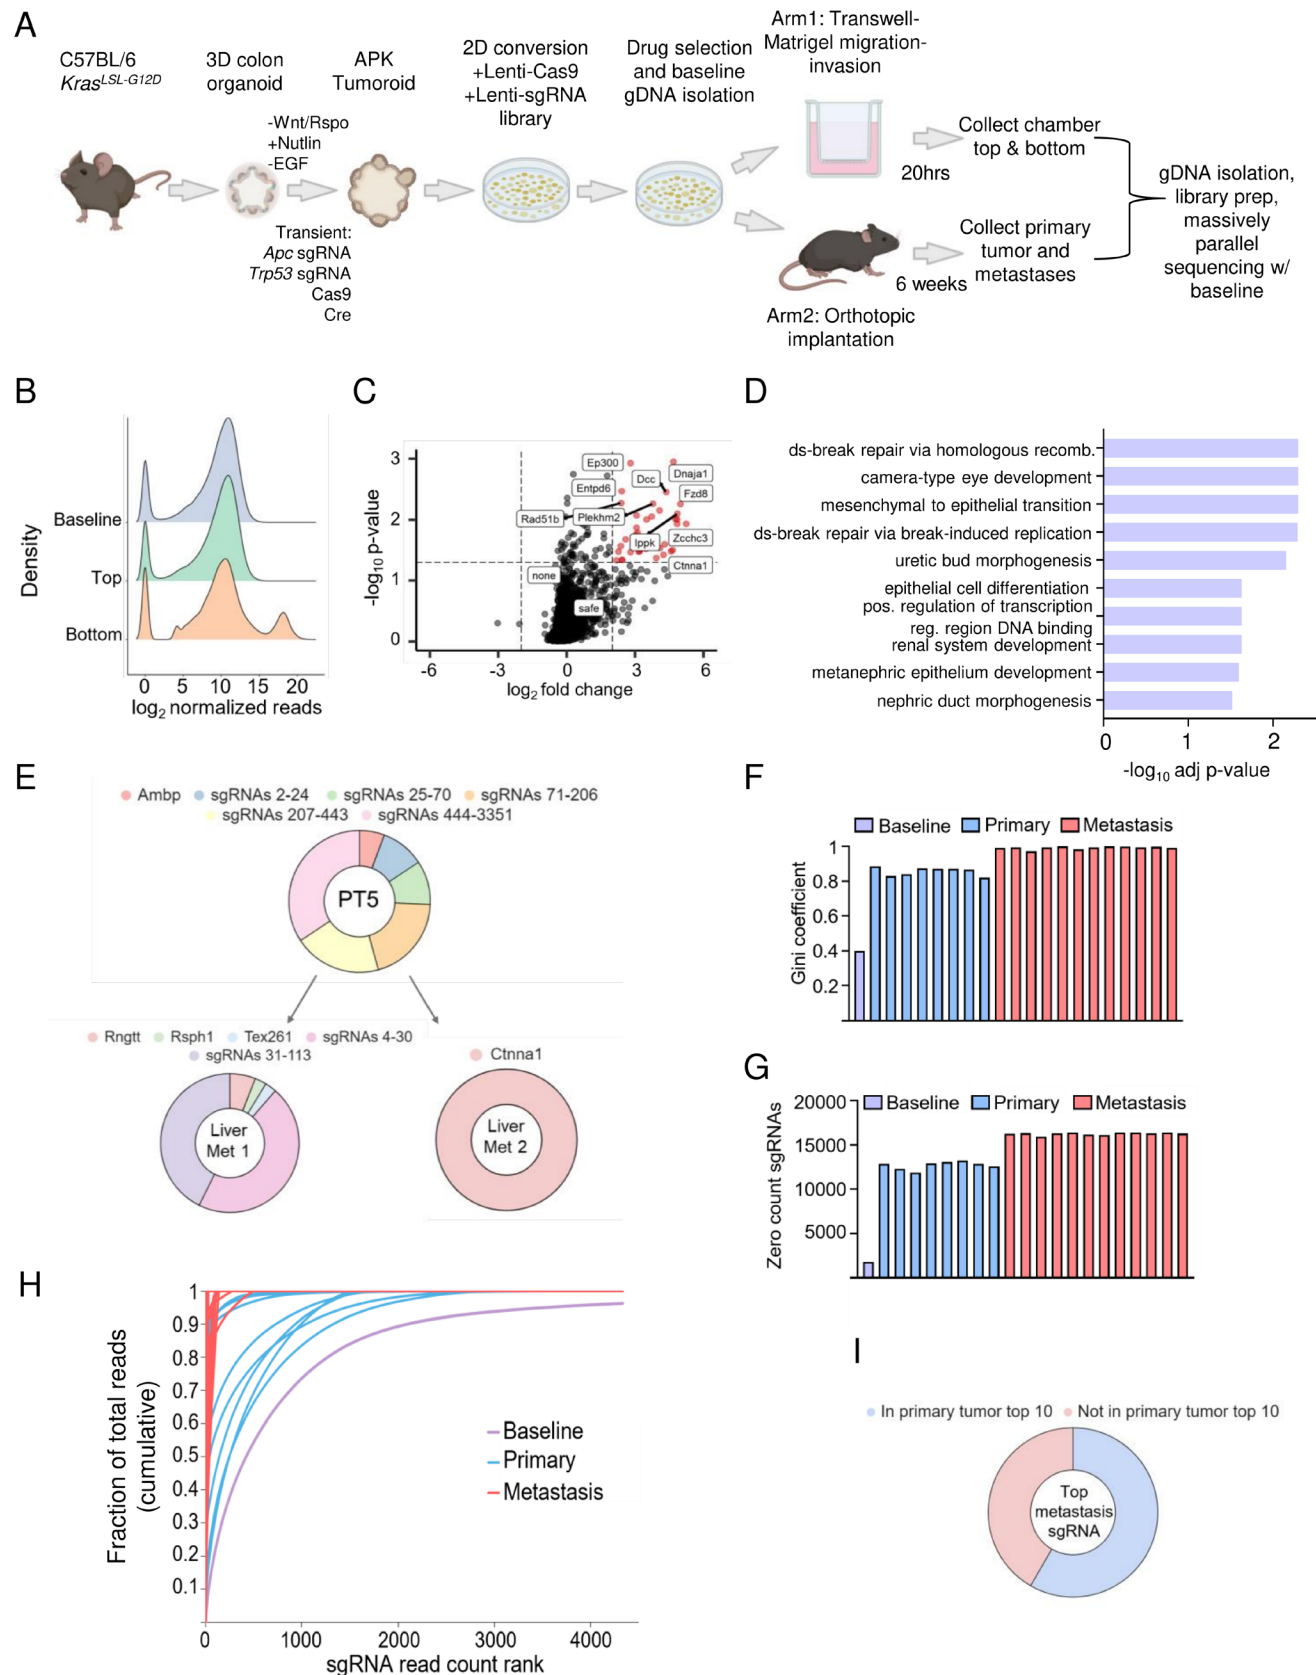 A
C57BL/6
Kras^LSL-G12D
3D colon
organoid
-Wnt/Rspo
+Nutlin
-EGF
Transient:
Apc sgRNA
Trp53 sgRNA
Cas9
Cre
APK
Tumoroid
2D conversion
+Lenti-Cas9
+Lenti-sgRNA
library
Drug selection
and baseline
gDNA isolation
Arm1: Transwell-
Matrigel migration-
invasion
20hrs
Collect chamber
top & bottom
6 weeks
Collect primary
tumor and
metastases
Arm2: Orthotopic
implantation
gDNA isolation,
library prep,
massively
parallel
sequencing w/
baseline
B
Density
Baseline
Top
Bottom
0 5 10 15 20
log2 normalized reads
C
-log10 p-value
3
2
1
0
Ep300
Dnaja1
Dcc
Entpd6
Fzd8
Rad51b
Plekhm2
Ippk
Zcchc3
Ctnna1
none
safe
-6 -3 0 3 6
log2 fold change
D
ds-break repair via homologous recomb.
camera-type eye development
mesenchymal to epithelial transition
ds-break repair via break-induced replication
uretic bud morphogenesis
epithelial cell differentiation
pos. regulation of transcription
reg. region DNA binding
renal system development
metanephric epithelium development
nephric duct morphogenesis
0 1 2
-log10 adj p-value
E
Ambp sgRNAs 2-24 sgRNAs 25-70 sgRNAs 71-206
sgRNAs 207-443 sgRNAs 444-3351
PT5
Rngtt Rsph1 Tex261 sgRNAs 4-30
sgRNAs 31-113
Liver
Met 1
Ctnna1
Liver
Met 2
F
Baseline Primary Metastasis
Gini coefficient
1
0.8
0.6
0.4
0.2
G
Baseline Primary Metastasis
Zero count sgRNAs
20000
15000
10000
5000
H
Fraction of total reads
(cumulative)
1
0.9
0.8
0.7
0.6
0.5
0.4
0.3
0.2
0.1
Baseline
Primary
Metastasis
0 1000 2000 3000 4000
sgRNA read count rank
I
In primary tumor top 10 Not in primary tumor top 10
Top
metastasis
sgRNA